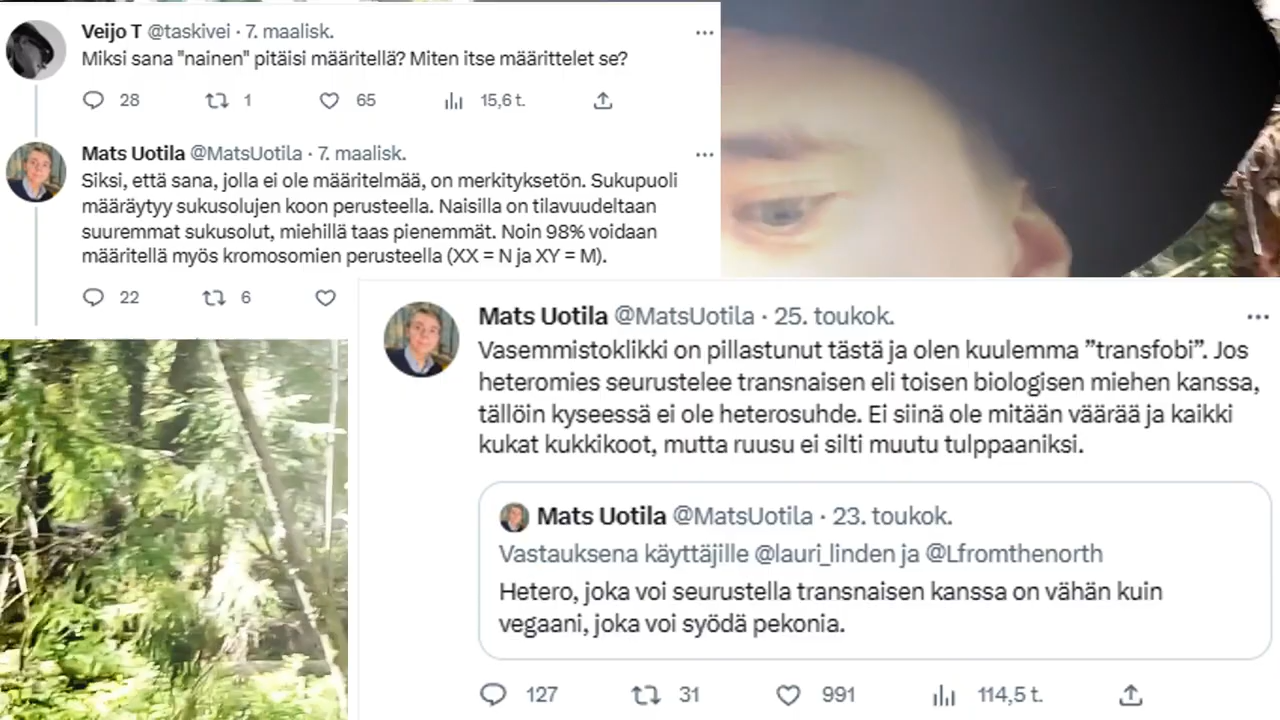 Veijo T @taskivei · 7. maalisk.
Miksi sana "nainen" pitäisi määritellä? Miten itse määrittelet se?
28 1 65 15,6 t.
Mats Uotila @MatsUotila · 7. maalisk.
Siksi, että sana, jolla ei ole määritelmää, on merkityksetön. Sukupuoli
määräytyy sukusolujen koon perusteella. Naisilla on tilavuudeltaan
suuremmat sukusolut, miehillä taas pienemmät. Noin 98% voidaan
määritellä myös kromosomien perusteella (XX = N ja XY = M).
22 6
Mats Uotila @MatsUotila · 25. toukok.
Vasemmistoklikki on pillastunut tästä ja olen kuulemma ”transfobi”. Jos
heteromies seurustelee transnaisen eli toisen biologisen miehen kanssa,
tällöin kyseessä ei ole heterosuhde. Ei siinä ole mitään väärää ja kaikki
kukat kukkikoot, mutta ruusu ei silti muutu tulppaaniksi.
Mats Uotila @MatsUotila · 23. toukok.
Vastauksena käyttäjille @lauri_linden ja @Lfromthenorth
Hetero, joka voi seurustella transnaisen kanssa on vähän kuin
vegaani, joka voi syödä pekonia.
127 31 991 114,5 t.